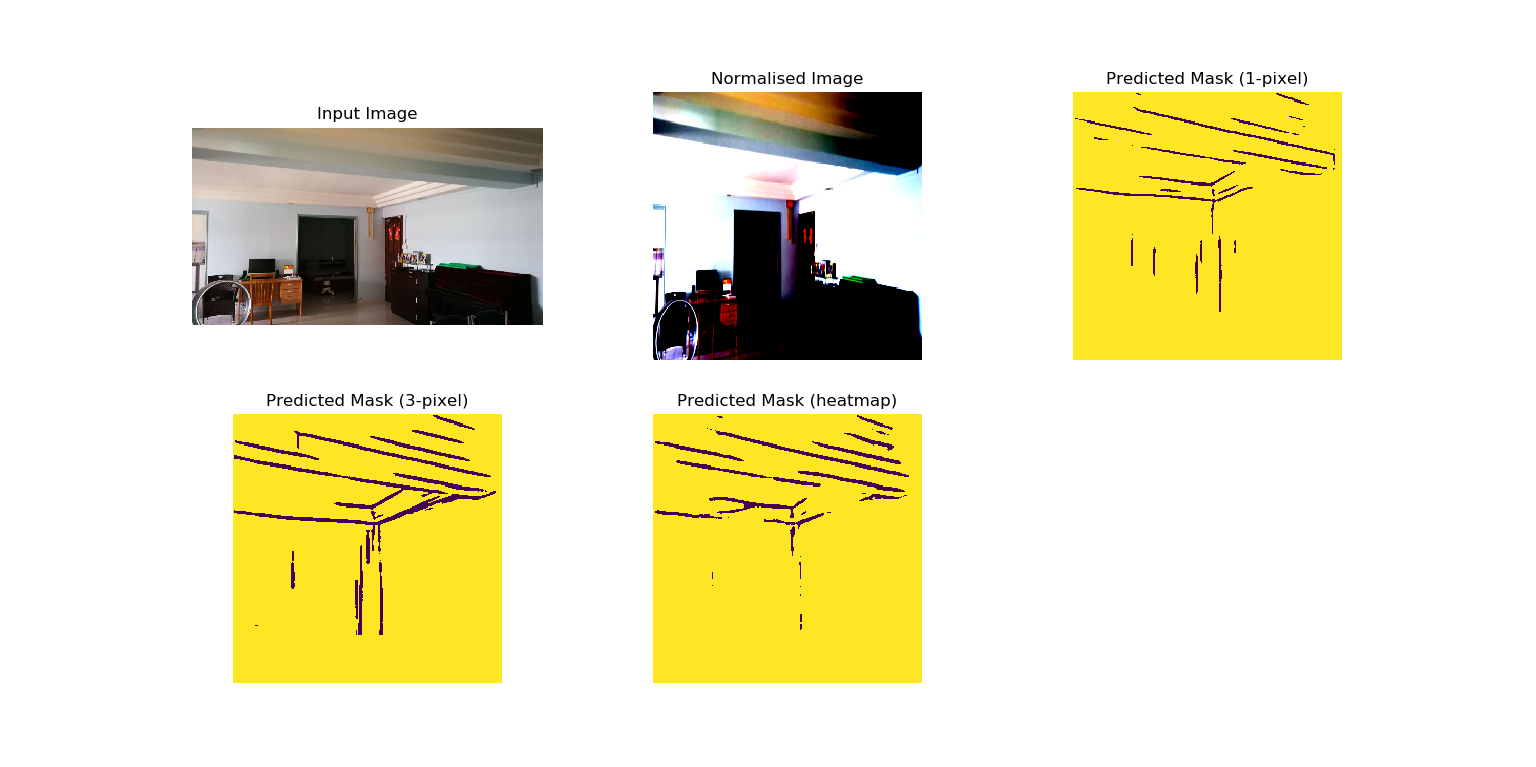 Input Image
Normalised Image
Predicted Mask (1-pixel)
Predicted Mask (3-pixel)
Predicted Mask (heatmap)